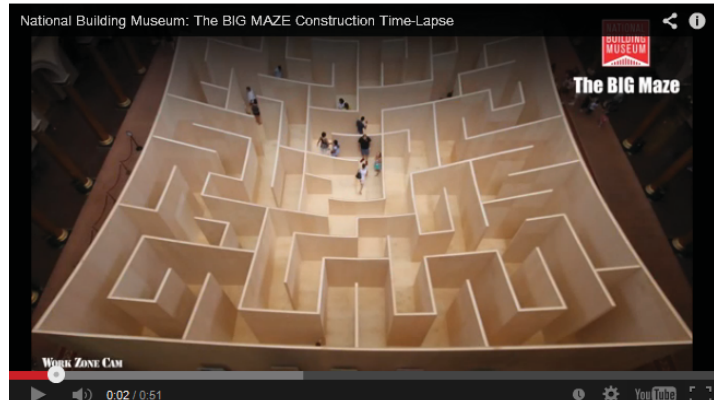 National Building Museum: The BIG MAZE Construction Time-Lapse
NATIONAL
BUILDING
MUSEUM
The BIG Maze
WORK ZONE CAM
0:02 / 0:51
YouTube